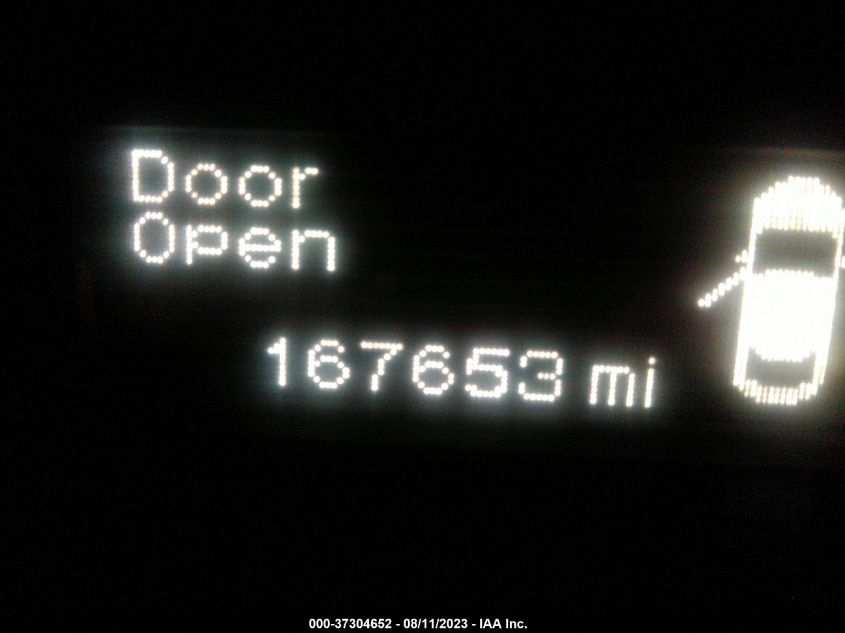 Door
Open
167653 mi
000-37304652 - 08/11/2023 - IAA Inc.